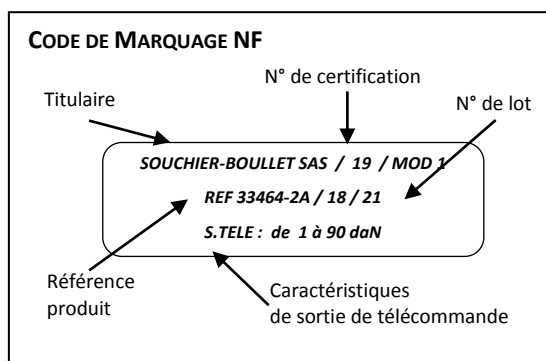 CODE DE MARQUAGE NF
N° de certification
Titulaire
N° de lot
SOUCHIER-BOULLET SAS / 19 / MOD 1
REF 33464-2A / 18 / 21
S.TELE : de 1 à 90 daN
Référence
produit
Caractéristiques
de sortie de télécommande